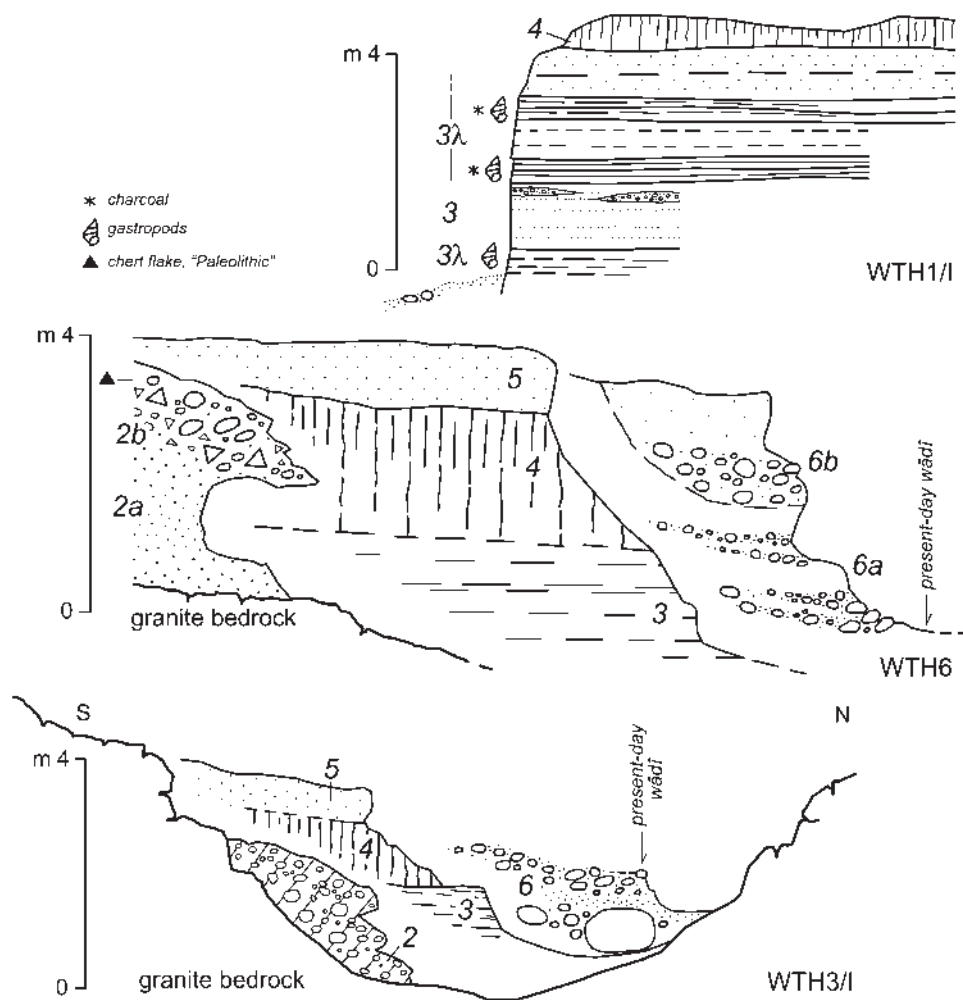 4
m 4
* 3λ
*
3
3λ
0
* charcoal
gastropods
▲ chert flake, "Paleolithic"
WTH1/I
m 4
5
2b
4
6b
2a
6a
present-day wādī
0
granite bedrock
3
WTH6
S
N
m 4
5
present-day
wādī
4
6
3
2
0
granite bedrock
WTH3/I